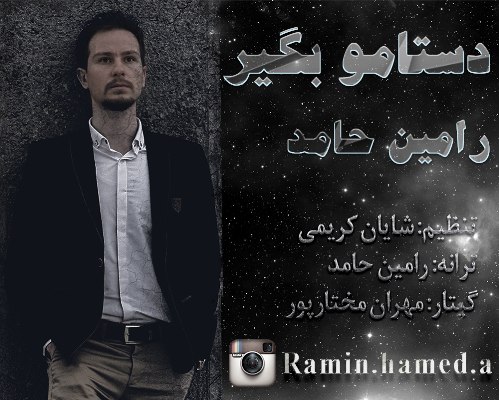 دستامو بگیر
رامین حامد
تنظیم: شایان کریمی
ترانه: رامین حامد
گیتار: مهران مختارپور
Ramin.hamed.a